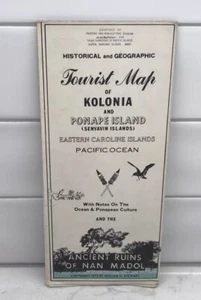 HISTORICAL and GEOGRAPHIC
Tourist Map
OF
KOLONIA
AND
PONAPE ISLAND
(SENYAVIN ISLANDS)
EASTERN CAROLINE ISLANDS
PACIFIC OCEAN
With Notes On The
Ocean & Ponapean Culture
AND THE
ANCIENT RUINS
OF NAN MADOL